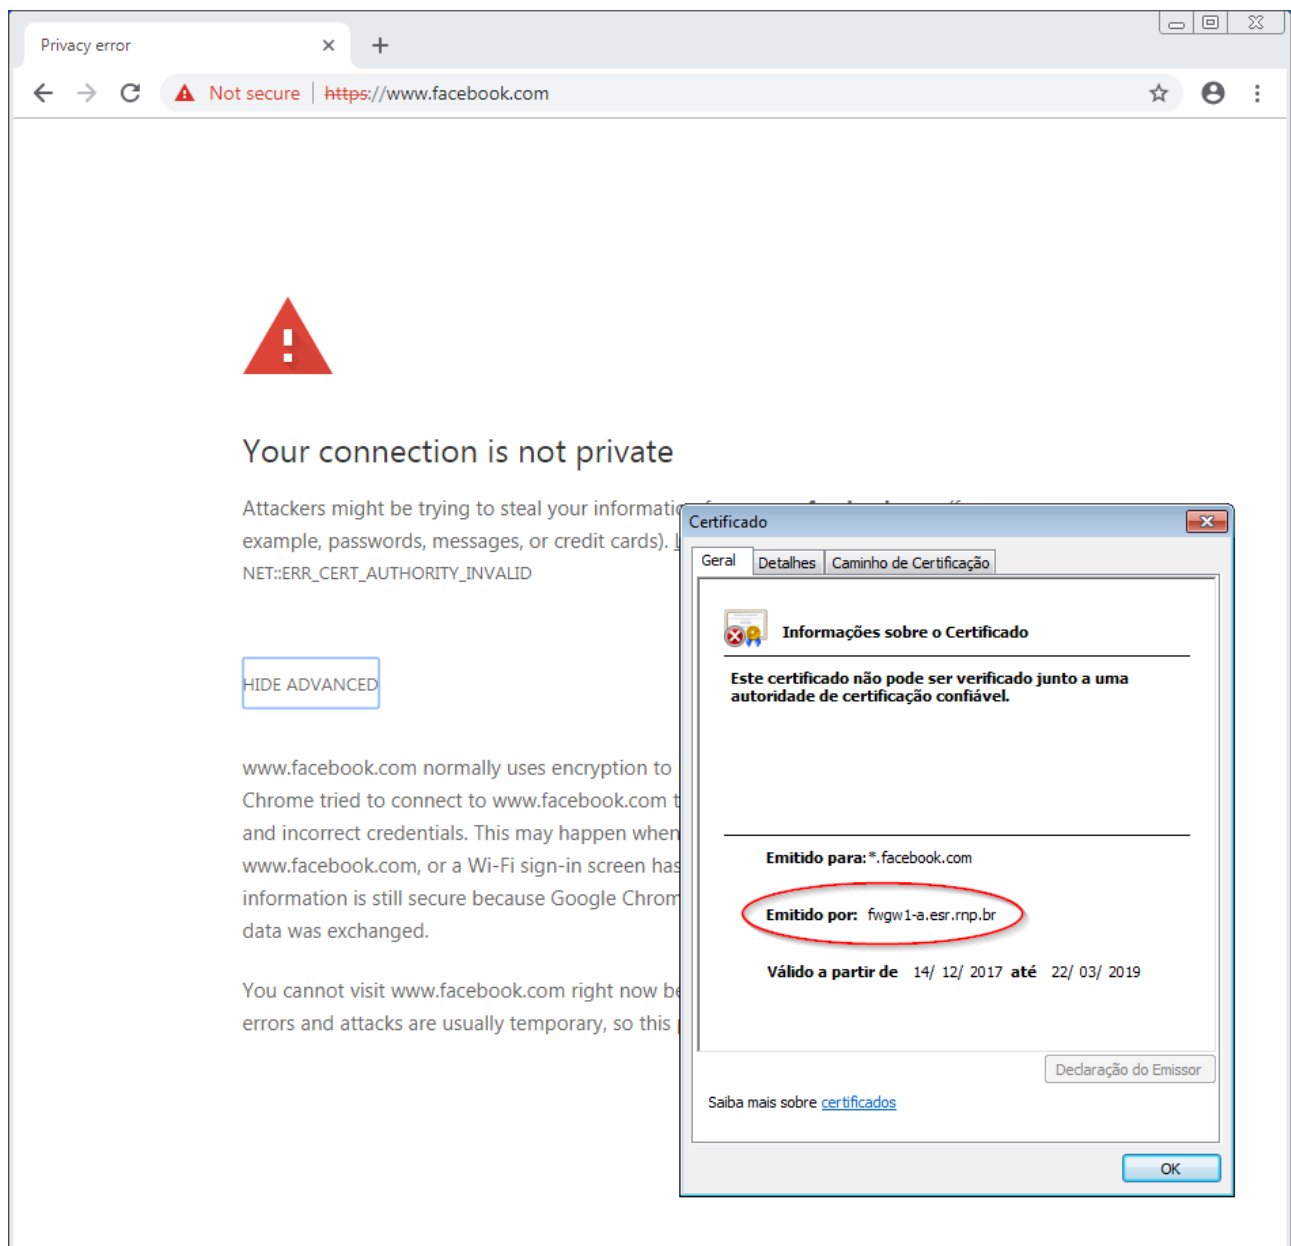 Privacy error
Not secure | https://www.facebook.com
Your connection is not private
Attackers might be trying to steal your
example, passwords, messages, or credit cards).
NET::ERR_CERT_AUTHORITY_INVALID
HIDE ADVANCED
www.facebook.com normally uses encryption to
Chrome tried to connect to www.facebook.com
and incorrect credentials. This may happen when
www.facebook.com, or a Wi-Fi sign-in screen has
information is still secure because Google
data was exchanged.
You cannot visit www.facebook.com right now
errors and attacks are usually temporary, so this
Certificado
Geral Detalhes Caminho de Certificação
Informações sobre o Certificado
Este certificado não pode ser verificado junto a uma
autoridade de certificação confiável.
Emitido para: *.facebook.com
Emitido por: fwgw1-a.esr.rnp.br
Válido a partir de 14/ 12/ 2017 até 22/ 03/ 2019
Declaração do Emissor
Saiba mais sobre certificados
OK